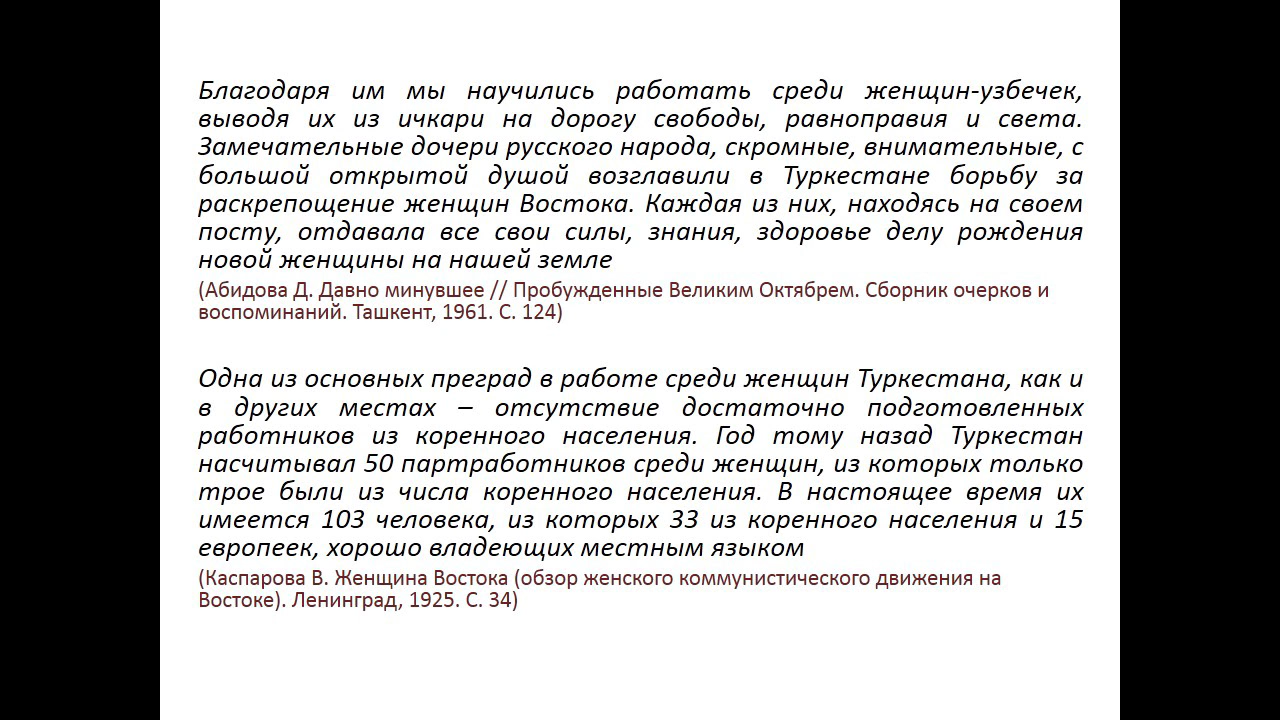 Благодаря им мы научились работать среди женщин-узбечек,
выводя их из ичкари на дорогу свободы, равноправия и света.
Замечательные дочери русского народа, скромные, внимательные, с
большой открытой душой возглавили в Туркестане борьбу за
раскрепощение женщин Востока. Каждая из них, находясь на своем
посту, отдавала все свои силы, знания, здоровье делу рождения
новой женщины на нашей земле
(Абидова Д. Давно минувшее // Пробужденные Великим Октябрем. Сборник очерков и
воспоминаний. Ташкент, 1961. С. 124)
Одна из основных преград в работе среди женщин Туркестана, как и
в других местах – отсутствие достаточно подготовленных
работников из коренного населения. Год тому назад Туркестан
насчитывал 50 партработников среди женщин, из которых только
трое были из числа коренного населения. В настоящее время их
имеется 103 человека, из которых 33 из коренного населения и 15
европеек, хорошо владеющих местным языком
(Каспарова В. Женщина Востока (обзор женского коммунистического движения на
Востоке). Ленинград, 1925. С. 34)